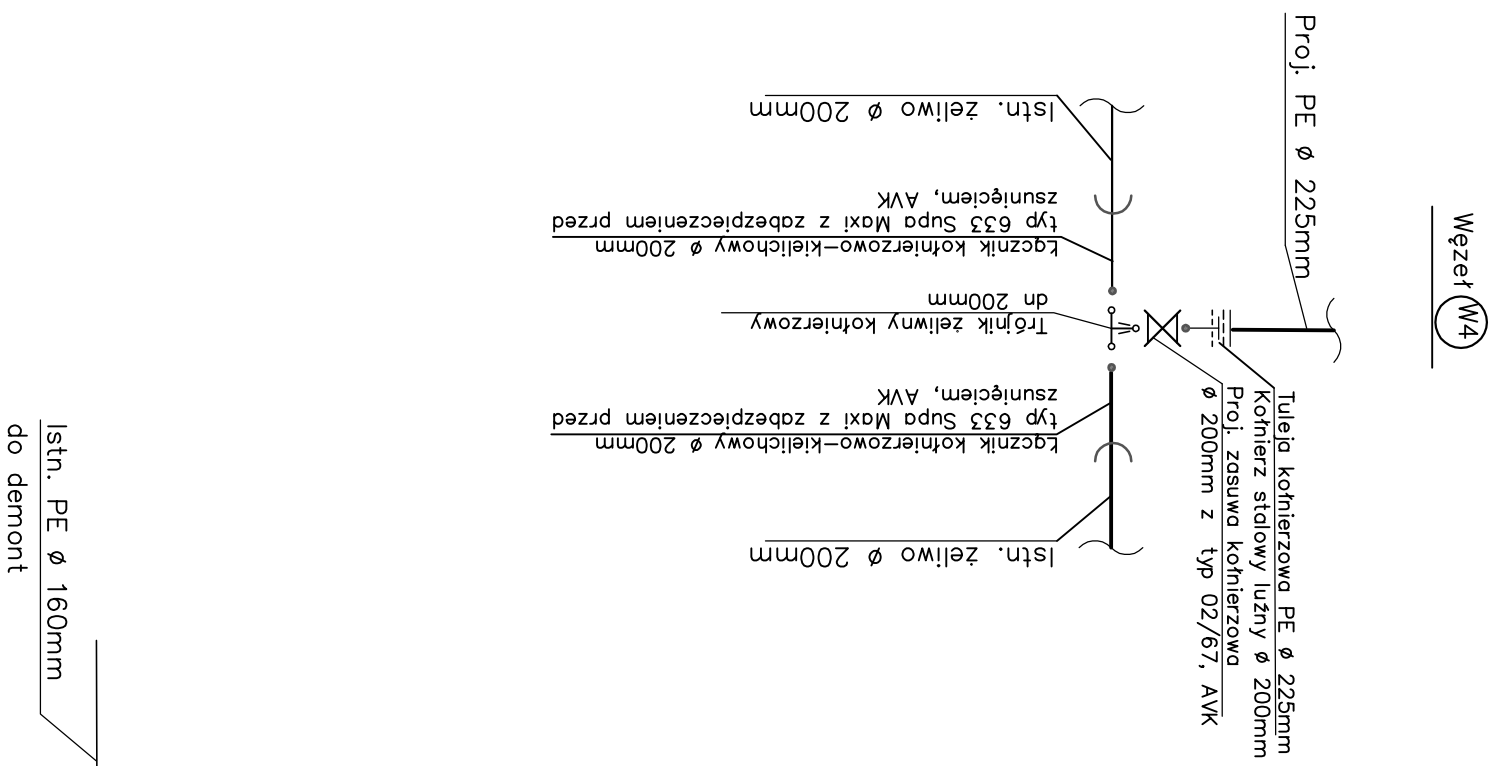 Węzeł W4
Proj. PE ø 225mm
Tuleja kołnierzowa PE ø 225mm
Kołnierz stalowy luźny ø 200mm
Proj. zasuwa kołnierzowa
ø 200mm z typ 02/67, AVK
Istn. żeliwo ø 200mm
Łącznik kołnierzowo-kielichowy ø 200mm
typ 633 Supa Maxi z zabezpieczeniem przed
zsunięciem, AVK
Trójnik żeliwny kołnierzowy
dn 200mm
Łącznik kołnierzowo-kielichowy ø 200mm
typ 633 Supa Maxi z zabezpieczeniem przed
zsunięciem, AVK
Istn. żeliwo ø 200mm
Istn. PE ø 160mm
do demont